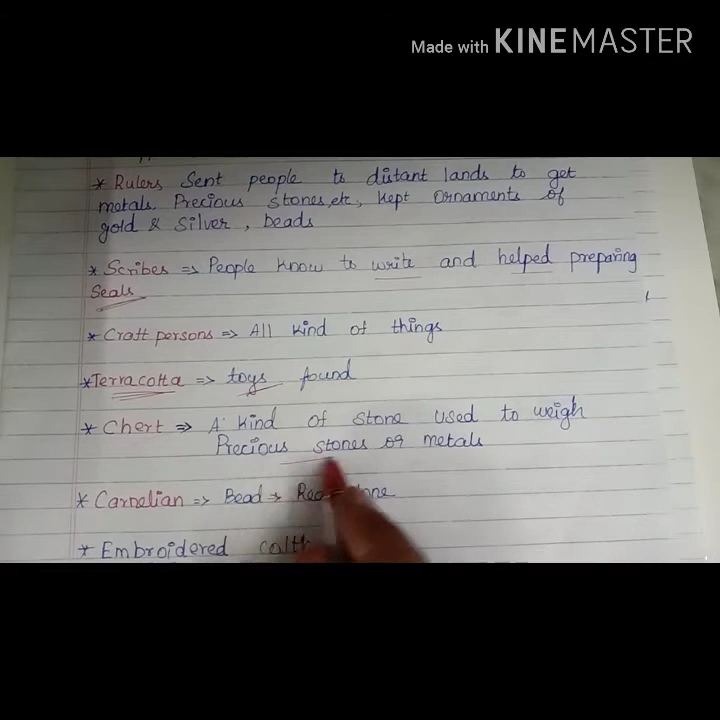 Made with KINEMASTER
* Rulers Sent people to distant lands to get
metals. Precious stones, etc, Kept Ornaments of
gold & Silver, beads
* Scribes => People know to write and helped preparing
Seals
* Craft persons => All kind of things
* Terracotta => toys found
* Chert => A kind of stone used to weigh
Precious stones or metals
* Carnelian => Bead →
* Embroidered